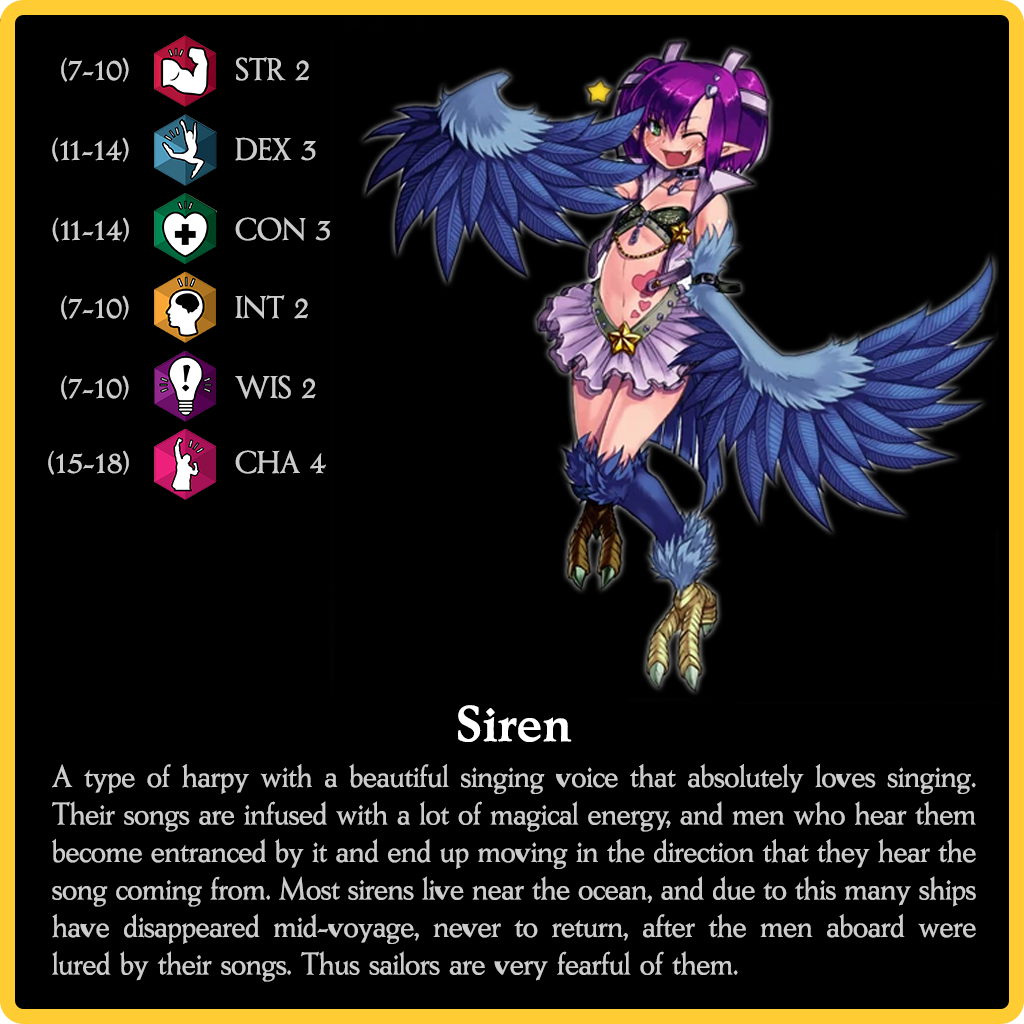 (7-10) STR 2
(11-14) DEX 3
(11-14) CON 3
(7-10) INT 2
(7-10) WIS 2
(15-18) CHA 4
Siren
A type of harpy with a beautiful singing voice that absolutely loves singing.
Their songs are infused with a lot of magical energy, and men who hear them
become entranced by it and end up moving in the direction that they hear the
song coming from. Most sirens live near the ocean, and due to this many ships
have disappeared mid-voyage, never to return, after the men aboard were
lured by their songs. Thus sailors are very fearful of them.